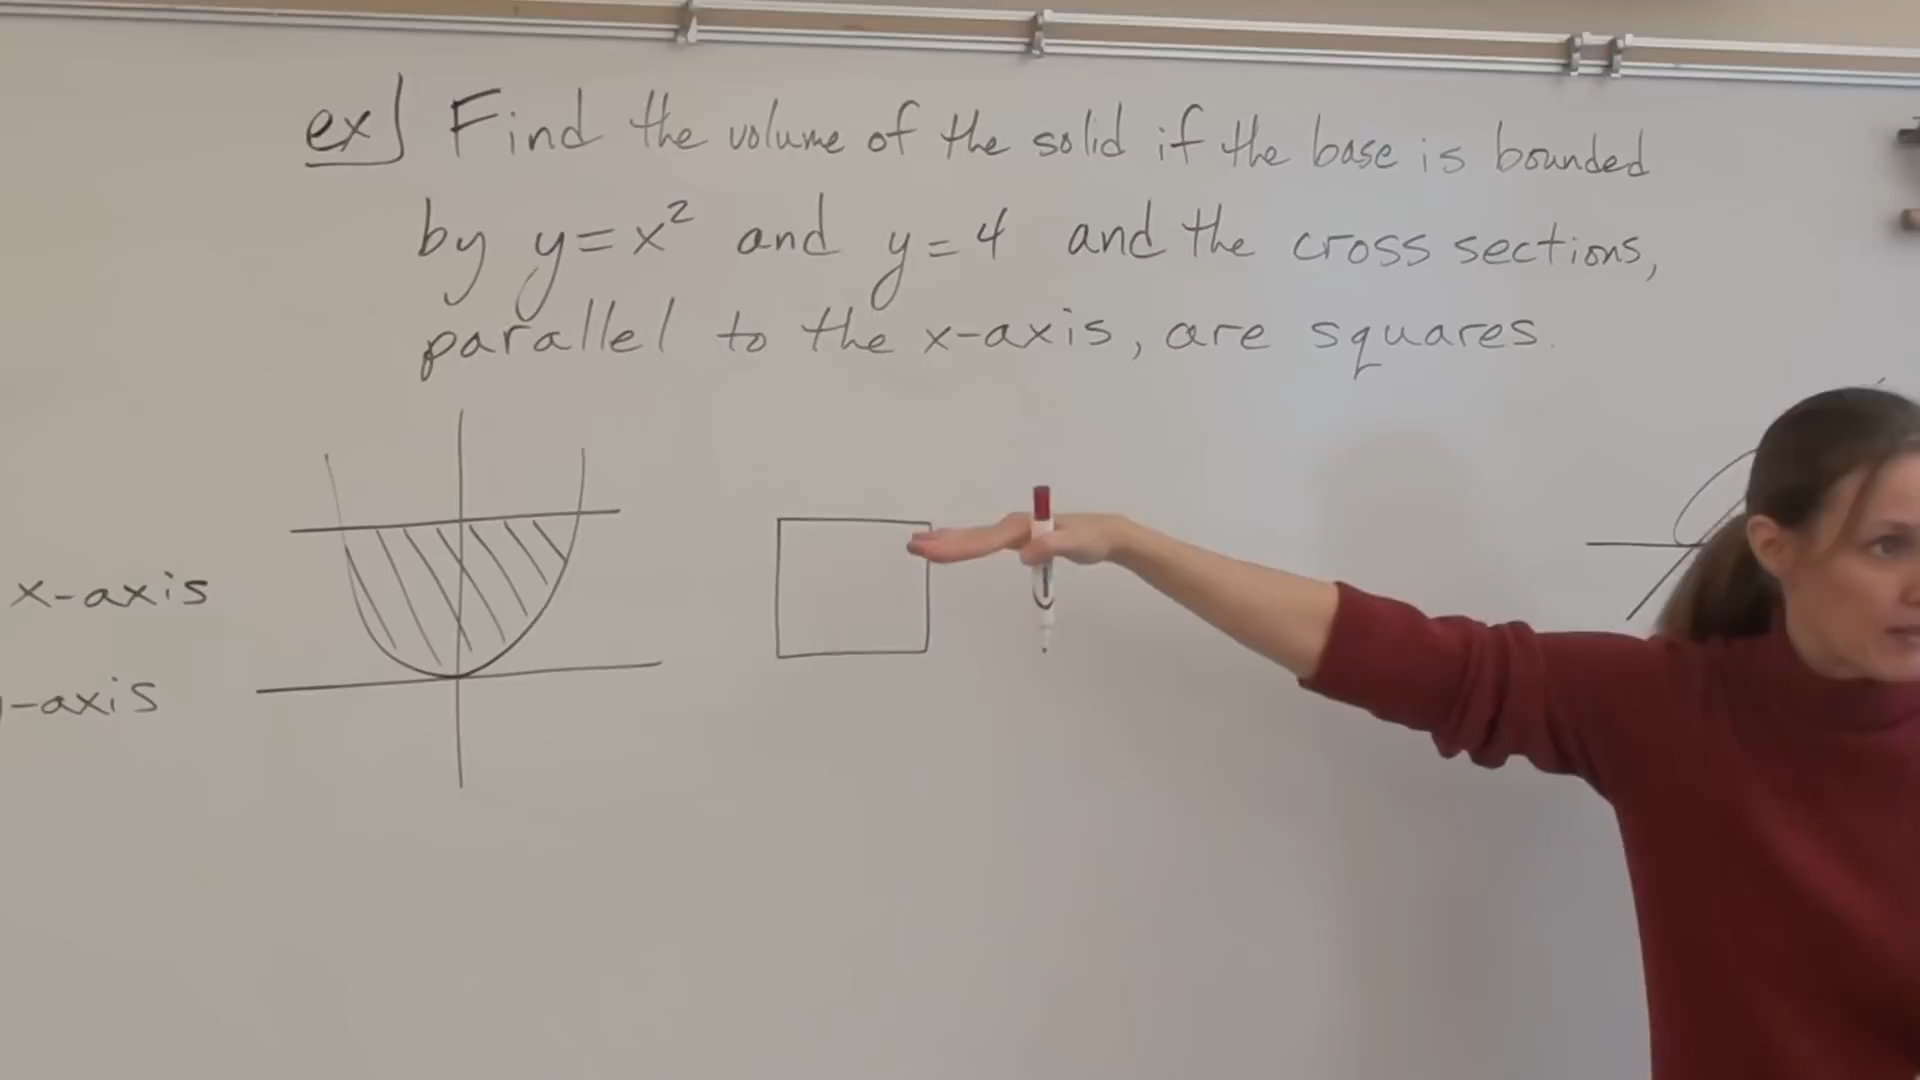 ex) Find the volume of the solid if the base is bounded
by y=x² and y=4 and the cross sections,
parallel to the x-axis, are squares.
x-axis
-axis